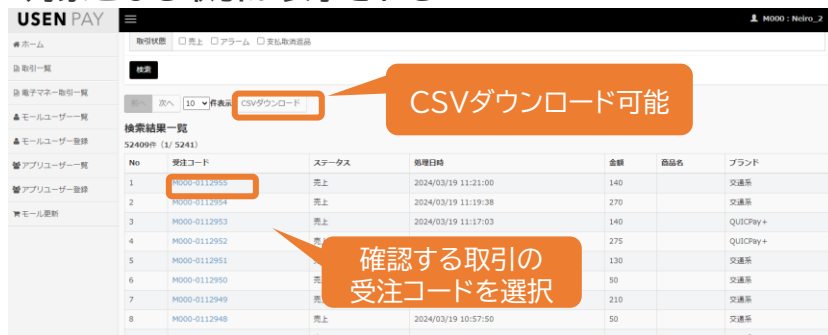 USEN PAY
M000 : Neiro_2
ホーム
取引一覧
電子マネー取引一覧
モールユーザー一覧
モールユーザー登録
アプリユーザー一覧
アプリユーザー登録
モール更新
取引状態 売上 アラーム 支払取消返品
検索
前へ 次へ 10 件表示 CSVダウンロード
CSVダウンロード可能
検索結果一覧
52409件 (1/ 5241)
No 受注コード ステータス 処理日時 金額 商品名 ブランド
1 M000-0112955 売上 2024/03/19 11:21:00 140 交通系
2 M000-0112954 売上 2024/03/19 11:19:38 270 交通系
3 M000-0112953 売上 2024/03/19 11:17:03 140 QUICPay+
4 M000-0112952 売上 275 QUICPay+
5 M000-0112951 130 交通系
6 M000-0112950 50 交通系
7 M000-0112949 210 交通系
8 M000-0112948 売上 2024/03/19 10:57:50 50 交通系
確認する取引の
受注コードを選択